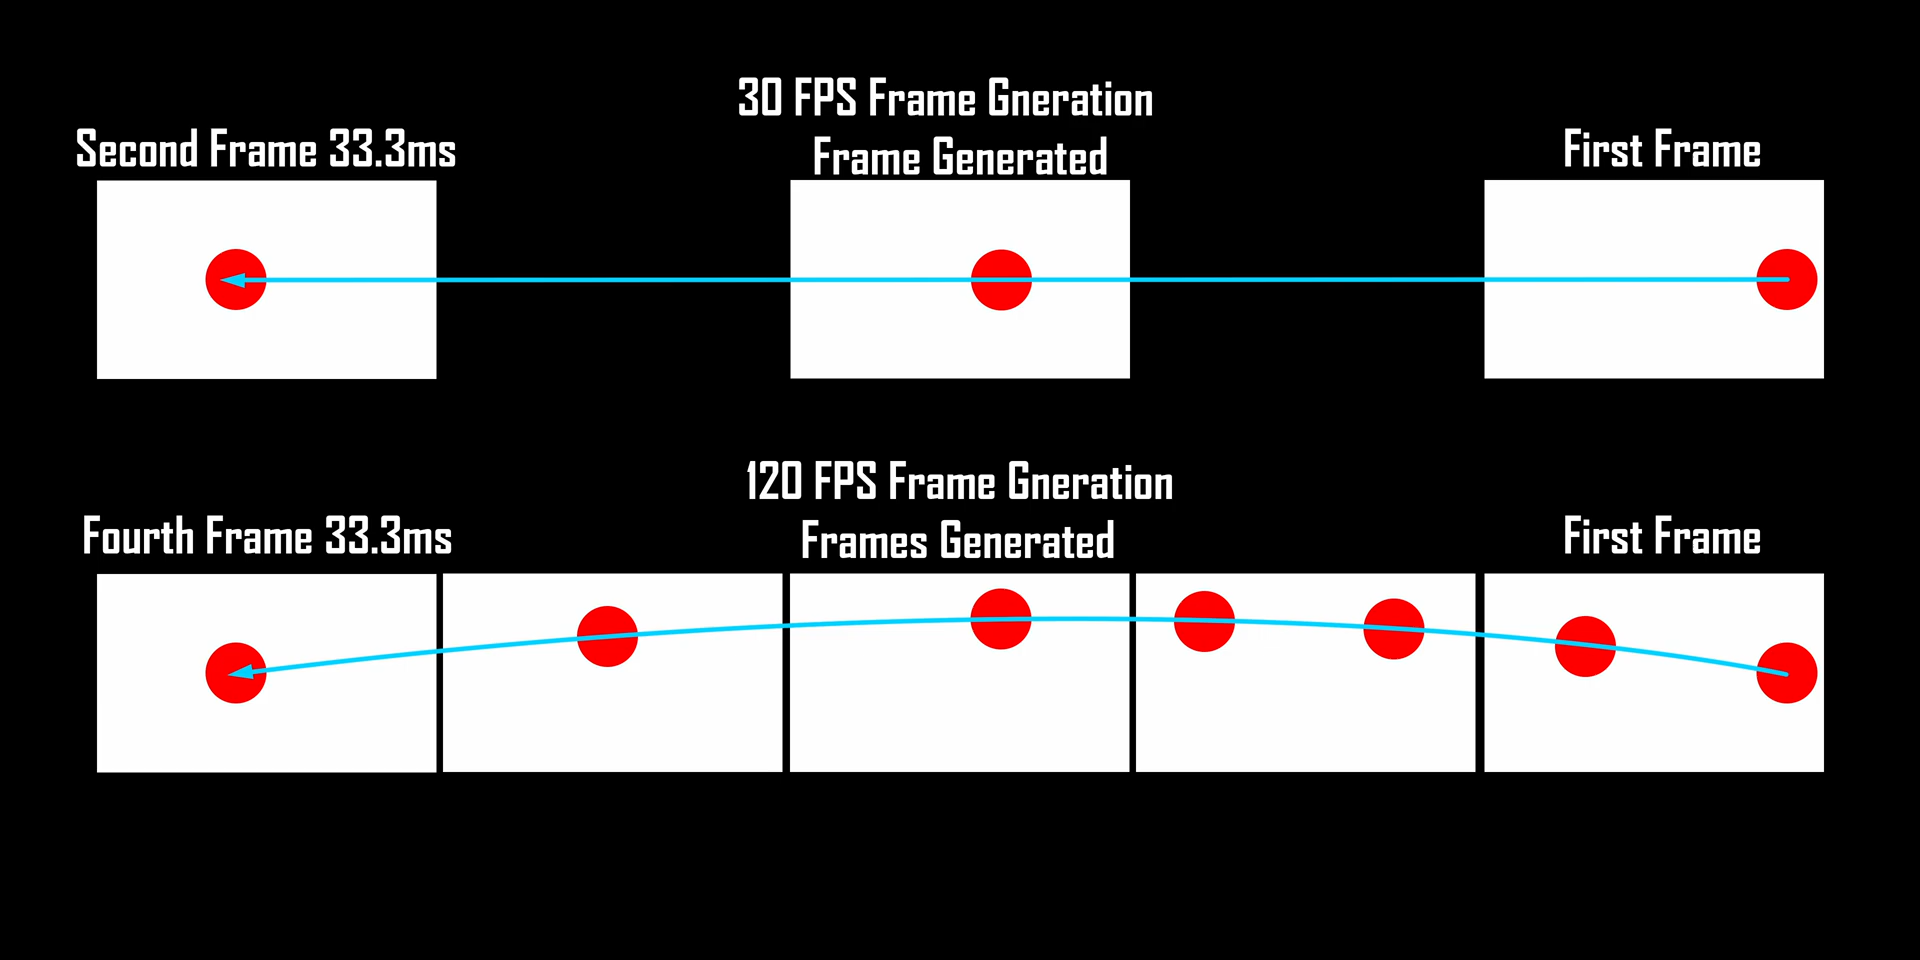 30 FPS Frame Gneration
Second Frame 33.3ms
Frame Generated
First Frame
120 FPS Frame Gneration
Fourth Frame 33.3ms
Frames Generated
First Frame